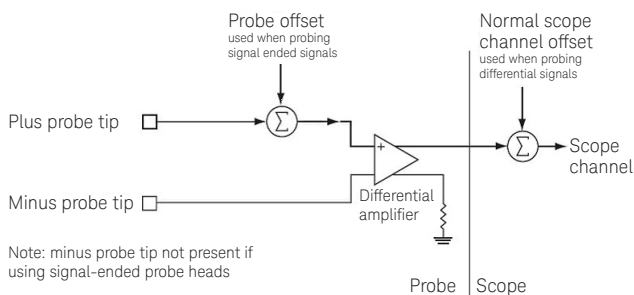 Probe offset
used when probing
signal ended signals
Normal scope
channel offset
used when probing
differential signals
Plus probe tip
Σ
+
Σ
Scope
channel
Minus probe tip
Differential
amplifier
Note: minus probe tip not present if
using signal-ended probe heads
Probe
Scope